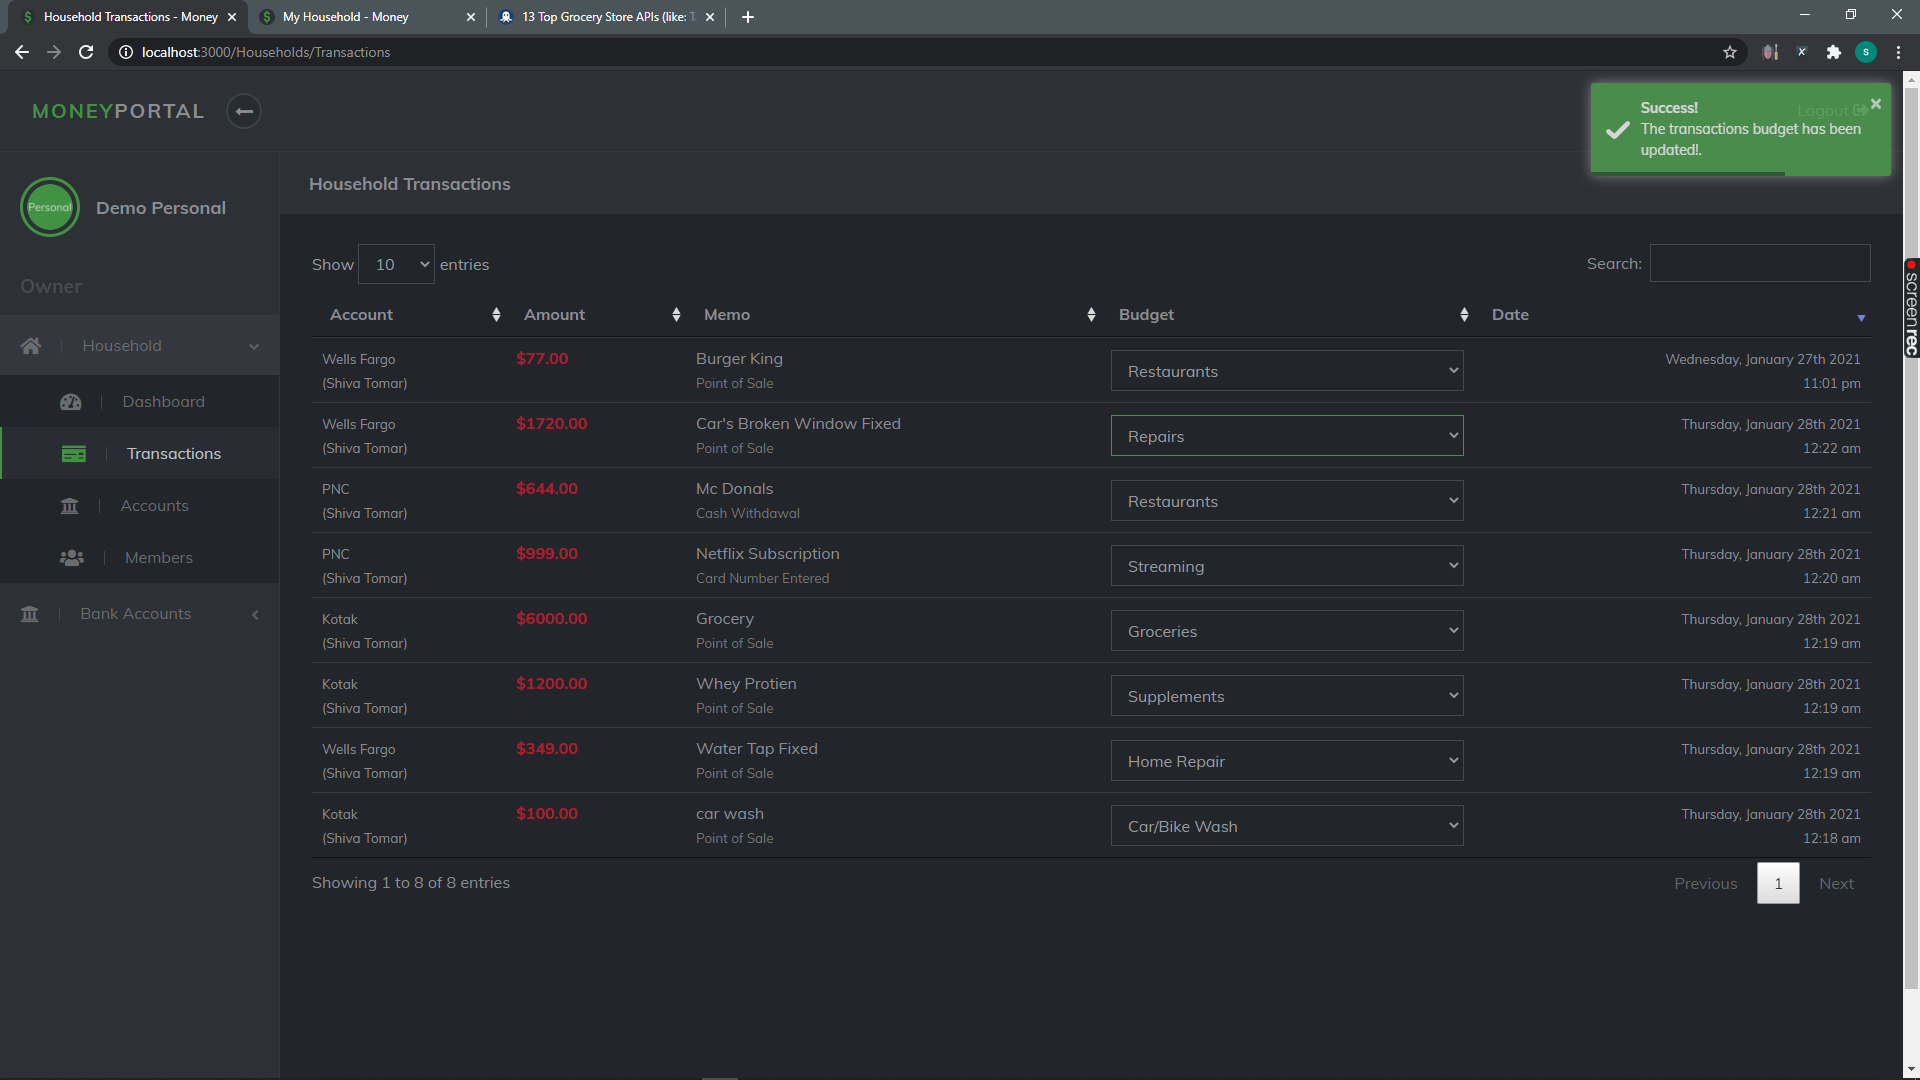 Household Transactions - Money
My Household - Money
13 Top Grocery Store APIs (like: T
localhost:3000/Households/Transactions
S
MONEYPORTAL
Logout
Success!
The transactions budget has been
updated!.
Personal
Demo Personal
Owner
Household
Dashboard
Transactions
Accounts
Members
Bank Accounts
Household Transactions
Show 10 entries
Search:
Account Amount Memo Budget Date
Wells Fargo $77.00 Burger King Restaurants Wednesday, January 27th 2021
(Shiva Tomar) Point of Sale 11:01 pm
Wells Fargo $1720.00 Car's Broken Window Fixed Repairs Thursday, January 28th 2021
(Shiva Tomar) Point of Sale 12:22 am
PNC $644.00 Mc Donals Restaurants Thursday, January 28th 2021
(Shiva Tomar) Cash Withdawal 12:21 am
PNC $999.00 Netflix Subscription Streaming Thursday, January 28th 2021
(Shiva Tomar) Card Number Entered 12:20 am
Kotak $6000.00 Grocery Groceries Thursday, January 28th 2021
(Shiva Tomar) Point of Sale 12:19 am
Kotak $1200.00 Whey Protien Supplements Thursday, January 28th 2021
(Shiva Tomar) Point of Sale 12:19 am
Wells Fargo $349.00 Water Tap Fixed Home Repair Thursday, January 28th 2021
(Shiva Tomar) Point of Sale 12:19 am
Kotak $100.00 car wash Car/Bike Wash Thursday, January 28th 2021
(Shiva Tomar) Point of Sale 12:18 am
Showing 1 to 8 of 8 entries
Previous 1 Next
screenrec